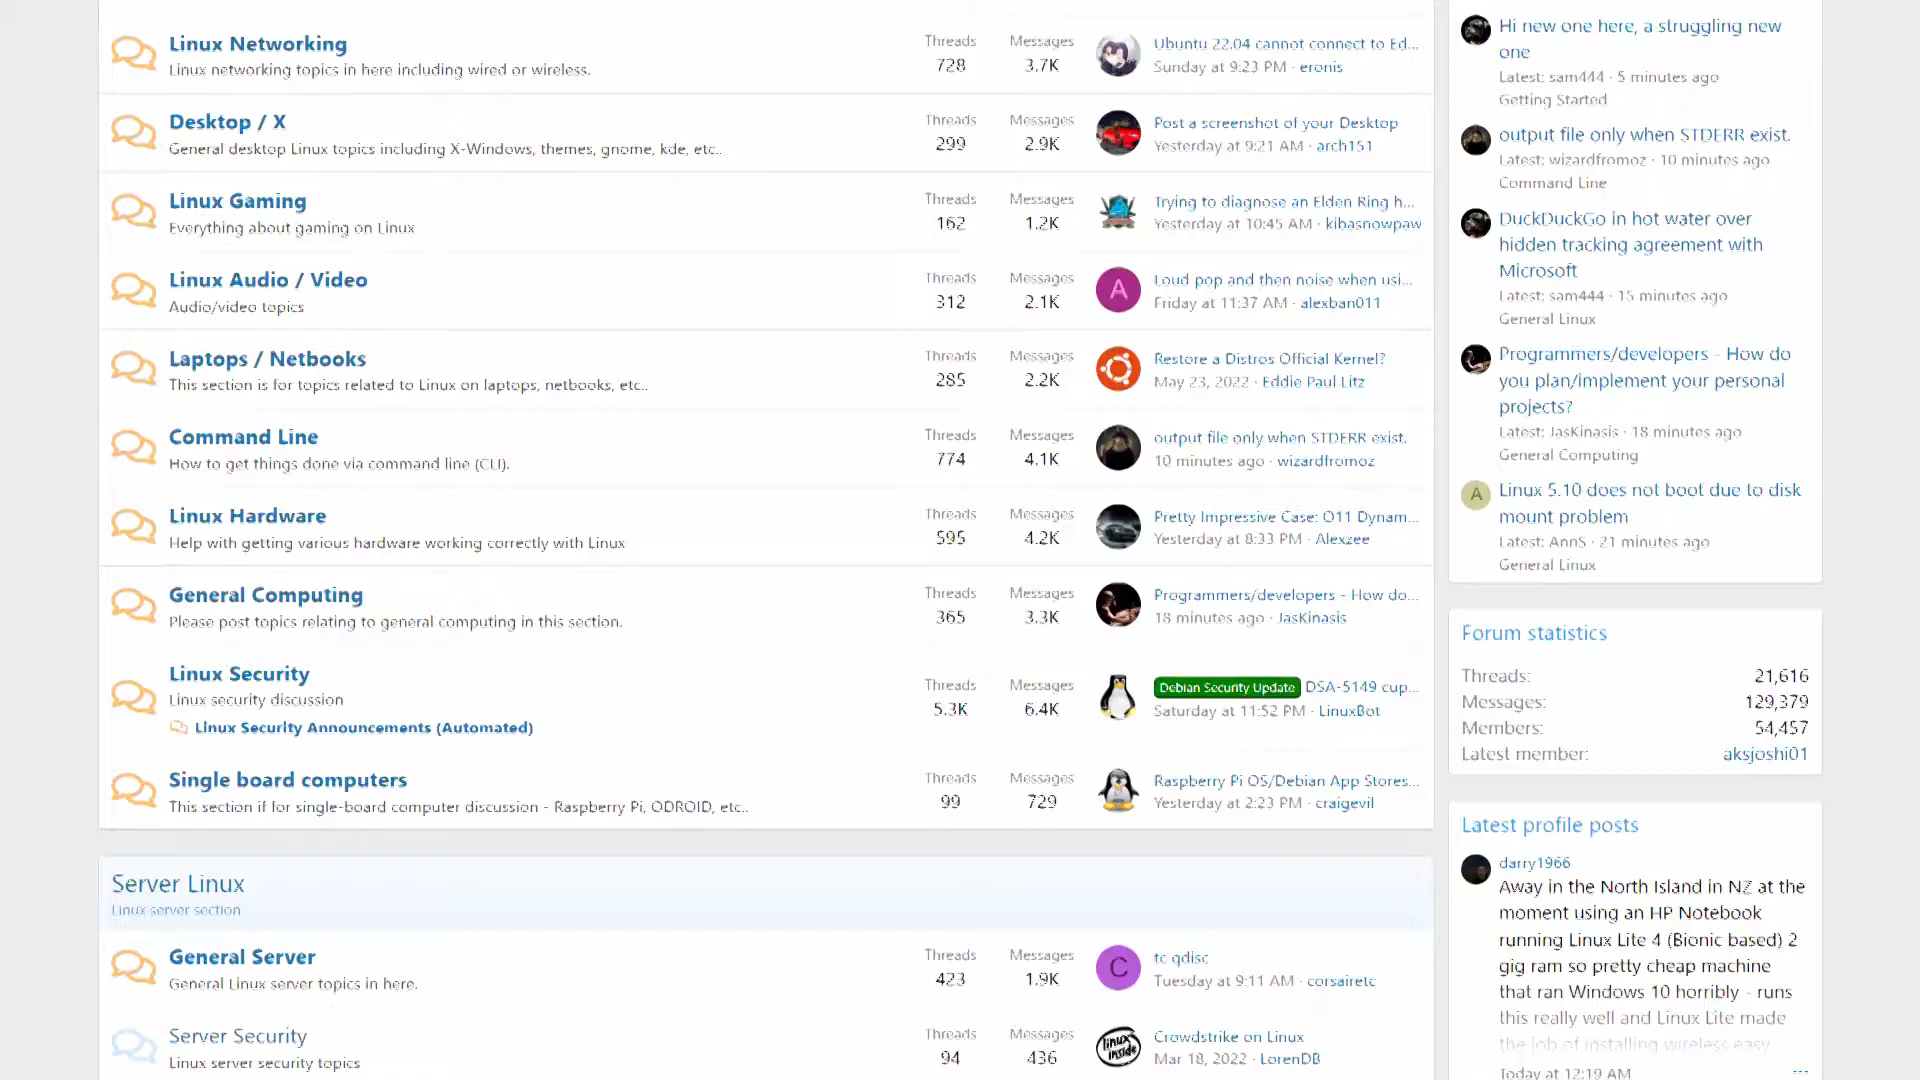 Linux Networking
Linux networking topics in here including wired or wireless.
Threads
728
Messages
3.7K
Ubuntu 22.04 cannot connect to Ed...
Sunday at 9:23 PM · eronis
Desktop / X
General desktop Linux topics including X-Windows, themes, gnome, kde, etc..
Threads
299
Messages
2.9K
Post a screenshot of your Desktop
Yesterday at 9:21 AM · arch151
Linux Gaming
Everything about gaming on Linux
Threads
162
Messages
1.2K
Trying to diagnose an Elden Ring h...
Yesterday at 10:45 AM · kibasnowpaw
Linux Audio / Video
Audio/video topics
Threads
312
Messages
2.1K
A
Loud pop and then noise when usi...
Friday at 11:37 AM · alexban011
Laptops / Netbooks
This section is for topics related to Linux on laptops, netbooks, etc..
Threads
285
Messages
2.2K
Restore a Distros Official Kernel?
May 23, 2022 · Eddie Paul Litz
Command Line
How to get things done via command line (CLI).
Threads
774
Messages
4.1K
output file only when STDERR exist.
10 minutes ago · wizardfromoz
Linux Hardware
Help with getting various hardware working correctly with Linux
Threads
595
Messages
4.2K
Pretty Impressive Case: O11 Dynam...
Yesterday at 8:33 PM · Alexzee
General Computing
Please post topics relating to general computing in this section.
Threads
365
Messages
3.3K
Programmers/developers - How do...
18 minutes ago · JasKinasis
Linux Security
Linux security discussion
Linux Security Announcements (Automated)
Threads
5.3K
Messages
6.4K
Debian Security Update DSA-5149 cup...
Saturday at 11:52 PM · LinuxBot
Single board computers
This section if for single-board computer discussion - Raspberry Pi, ODROID, etc..
Threads
99
Messages
729
Raspberry Pi OS/Debian App Stores...
Yesterday at 2:23 PM · craigevil
Server Linux
Linux server section
General Server
General Linux server topics in here.
Threads
423
Messages
1.9K
C
tc qdisc
Tuesday at 9:11 AM · corsairetc
Server Security
Linux server security topics
Threads
94
Messages
436
linux inside
Crowdstrike on Linux
Mar 18, 2022 · LorenDB
Hi new one here, a struggling new
one
Latest: sam444 · 5 minutes ago
Getting Started
output file only when STDERR exist.
Latest: wizardfromoz · 10 minutes ago
Command Line
DuckDuckGo in hot water over
hidden tracking agreement with
Microsoft
Latest: sam444 · 15 minutes ago
General Linux
Programmers/developers - How do
you plan/implement your personal
projects?
Latest: JasKinasis · 18 minutes ago
General Computing
A
Linux 5.10 does not boot due to disk
mount problem
Latest: AnnS · 21 minutes ago
General Linux
Forum statistics
Threads: 21,616
Messages: 129,379
Members: 54,457
Latest member: aksjoshi01
Latest profile posts
darry1966
Away in the North Island in NZ at the
moment using an HP Notebook
running Linux Lite 4 (Bionic based) 2
gig ram so pretty cheap machine
that ran Windows 10 horribly - runs
this really well and Linux Lite made
the job of installing wireless easy
Today at 12:19 AM